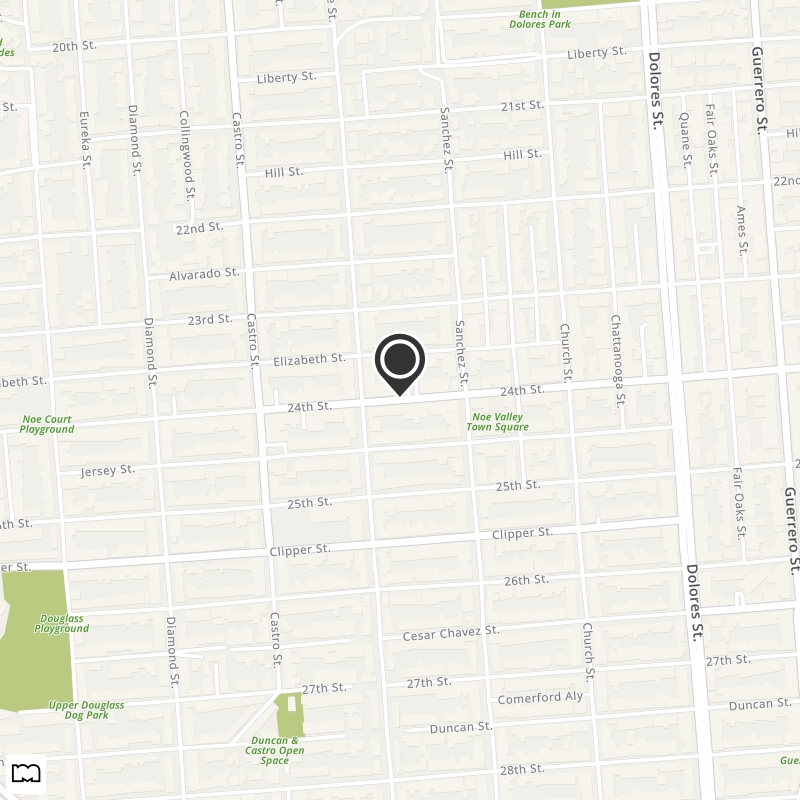 Bench in
Dolores Park
20th St.
Liberty St.
Liberty St.
St.
21st St.
Dolores St.
Guerrero St.
Eureka St.
Diamond St.
Collingwood St.
Castro St.
Sanchez St.
Quane St.
Fair Oaks St.
Hill St.
Hill St.
22nd St.
Ames St.
Alvarado St.
23rd St.
Diamond St.
Castro St.
Elizabeth St.
Sanchez St.
Church St.
Chattanooga St.
24th St.
24th St.
Noe Court
Playground
Noe Valley
Town Square
Jersey St.
25th St.
25th St.
Fair Oaks St.
Guerrero St.
Clipper St.
Clipper St.
26th St.
Dolores St.
Douglass
Playground
Diamond St.
Castro St.
Cesar Chavez St.
Church St.
27th St.
27th St.
27th St.
Upper Douglass
Dog Park
Comerford Aly
Duncan St.
Duncan St.
Duncan &
Castro Open
Space
28th St.